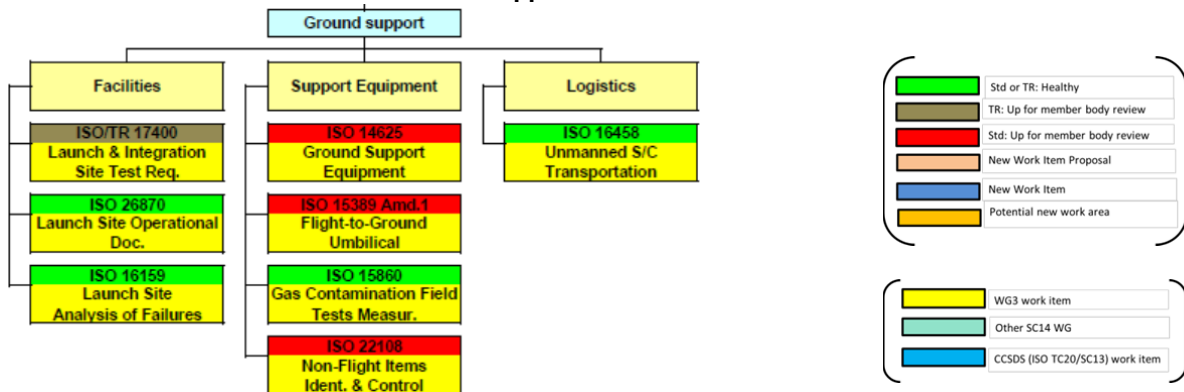 Ground support
Facilities
ISO/TR 17400
Launch & Integration
Site Test Req.
ISO 26870
Launch Site Operational
Doc.
ISO 16159
Launch Site
Analysis of Failures
Support Equipment
ISO 14625
Ground Support
Equipment
ISO 15389 Amd.1
Flight-to-Ground
Umbilical
ISO 15860
Gas Contamination Field
Tests Measur.
ISO 22108
Non-Flight Items
Ident. & Control
Logistics
ISO 16458
Unmanned S/C
Transportation
Std or TR: Healthy
TR: Up for member body review
Std: Up for member body review
New Work Item Proposal
New Work Item
Potential new work area
WG3 work item
Other SC14 WG
CCSDS (ISO TC20/SC13) work item